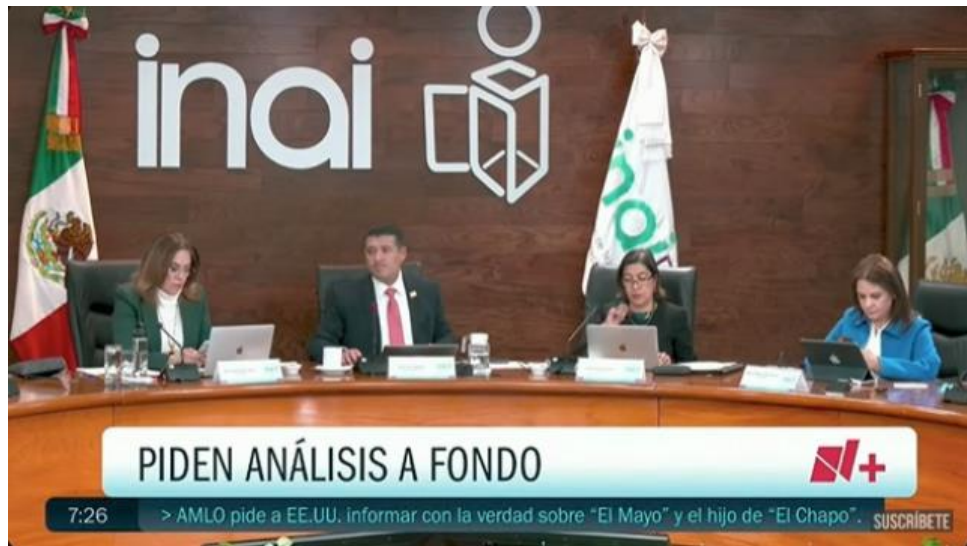 inai
inai
PIDEN ANÁLISIS A FONDO
N+
7:26
> AMLO pide a EE.UU. informar con la verdad sobre "El Mayo" y el hijo de "El Chapo".
SUSCRÍBETE